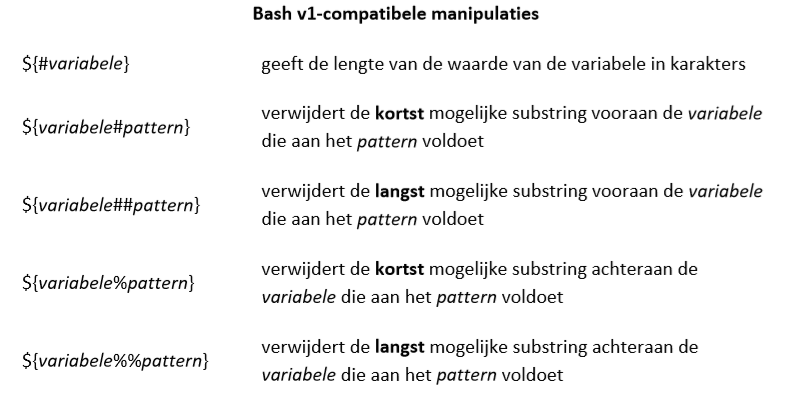 Bash v1-compatibele manipulaties
${#variabele} geeft de lengte van de waarde van de variabele in karakters
${variabele#pattern} verwijdert de kortst mogelijke substring vooraan de variabele
die aan het pattern voldoet
${variabele##pattern} verwijdert de langst mogelijke substring vooraan de variabele
die aan het pattern voldoet
${variabele%pattern} verwijdert de kortst mogelijke substring achteraan de
variabele die aan het pattern voldoet
${variabele%%pattern} verwijdert de langst mogelijke substring achteraan de
variabele die aan het pattern voldoet